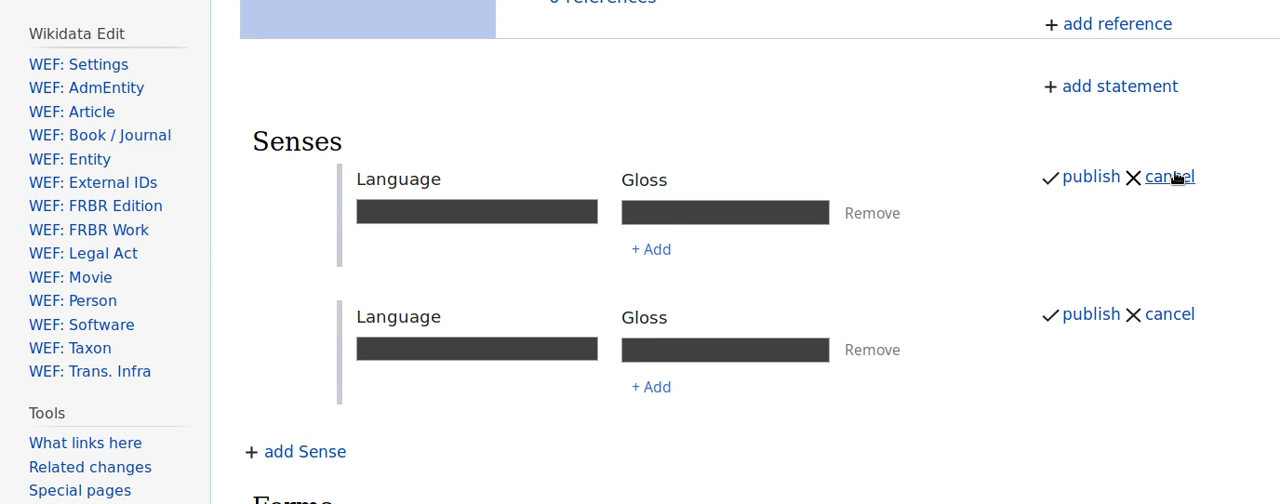 Wikidata Edit
WEF: Settings
WEF: AdmEntity
WEF: Article
WEF: Book / Journal
WEF: Entity
WEF: External IDs
WEF: FRBR Edition
WEF: FRBR Work
WEF: Legal Act
WEF: Movie
WEF: Person
WEF: Software
WEF: Taxon
WEF: Trans. Infra
Tools
What links here
Related changes
Special pages
+ add reference
+ add statement
Senses
Language Gloss publish cancel
Remove
+ Add
Language Gloss publish cancel
Remove
+ Add
+ add Sense